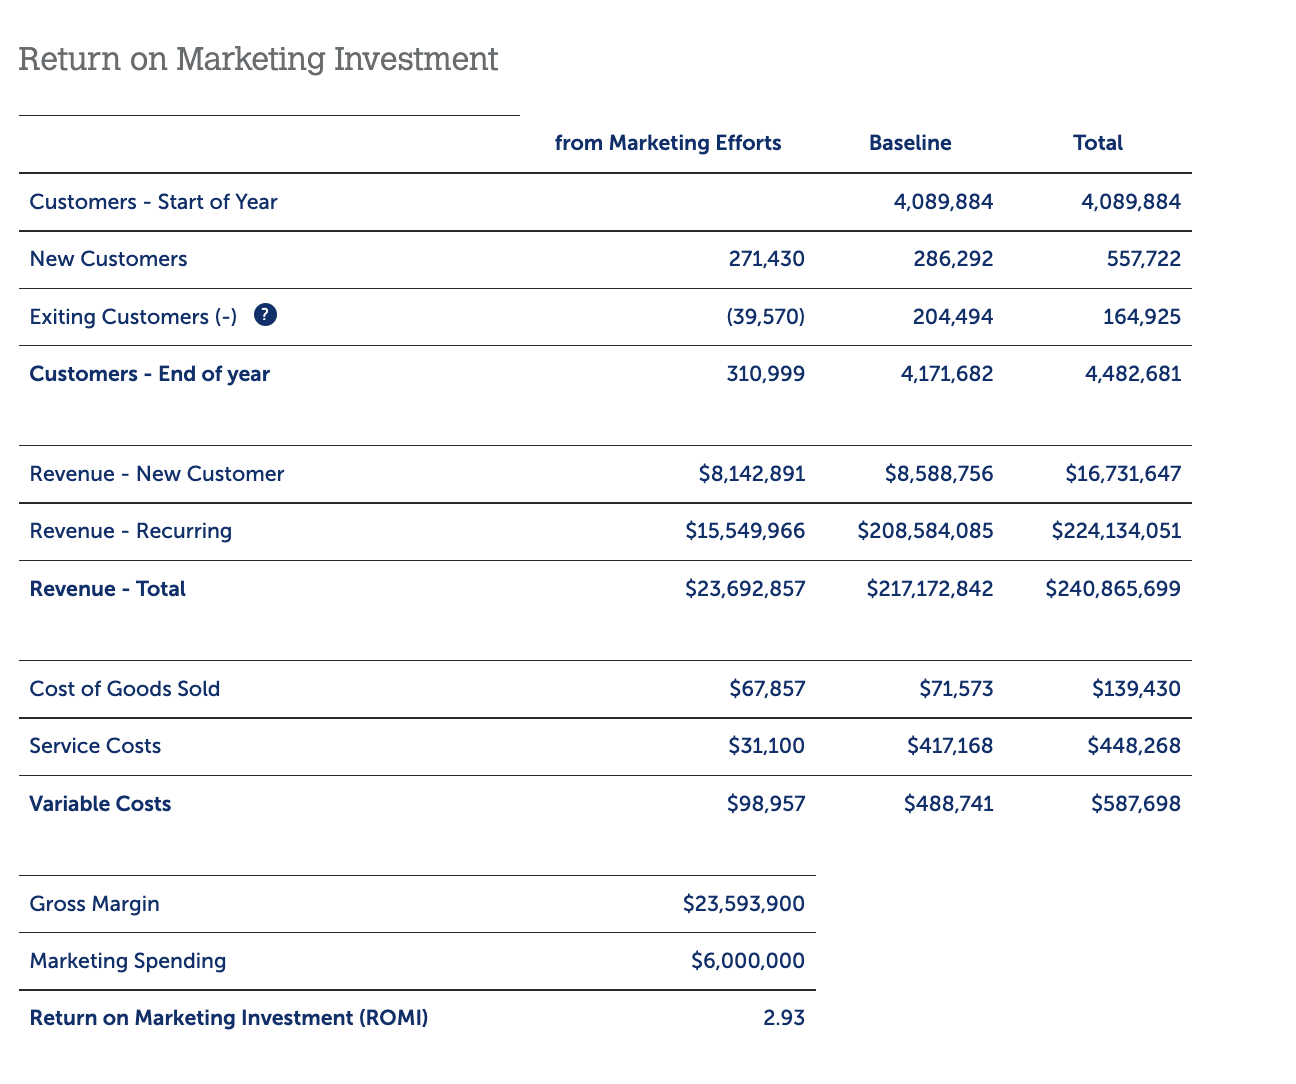 Return on Marketing Investment
from Marketing Efforts Baseline Total
Customers - Start of Year 4,089,884 4,089,884
New Customers 271,430 286,292 557,722
Exiting Customers (-) ? (39,570) 204,494 164,925
Customers - End of year 310,999 4,171,682 4,482,681
Revenue - New Customer $8,142,891 $8,588,756 $16,731,647
Revenue - Recurring $15,549,966 $208,584,085 $224,134,051
Revenue - Total $23,692,857 $217,172,842 $240,865,699
Cost of Goods Sold $67,857 $71,573 $139,430
Service Costs $31,100 $417,168 $448,268
Variable Costs $98,957 $488,741 $587,698
Gross Margin $23,593,900
Marketing Spending $6,000,000
Return on Marketing Investment (ROMI) 2.93